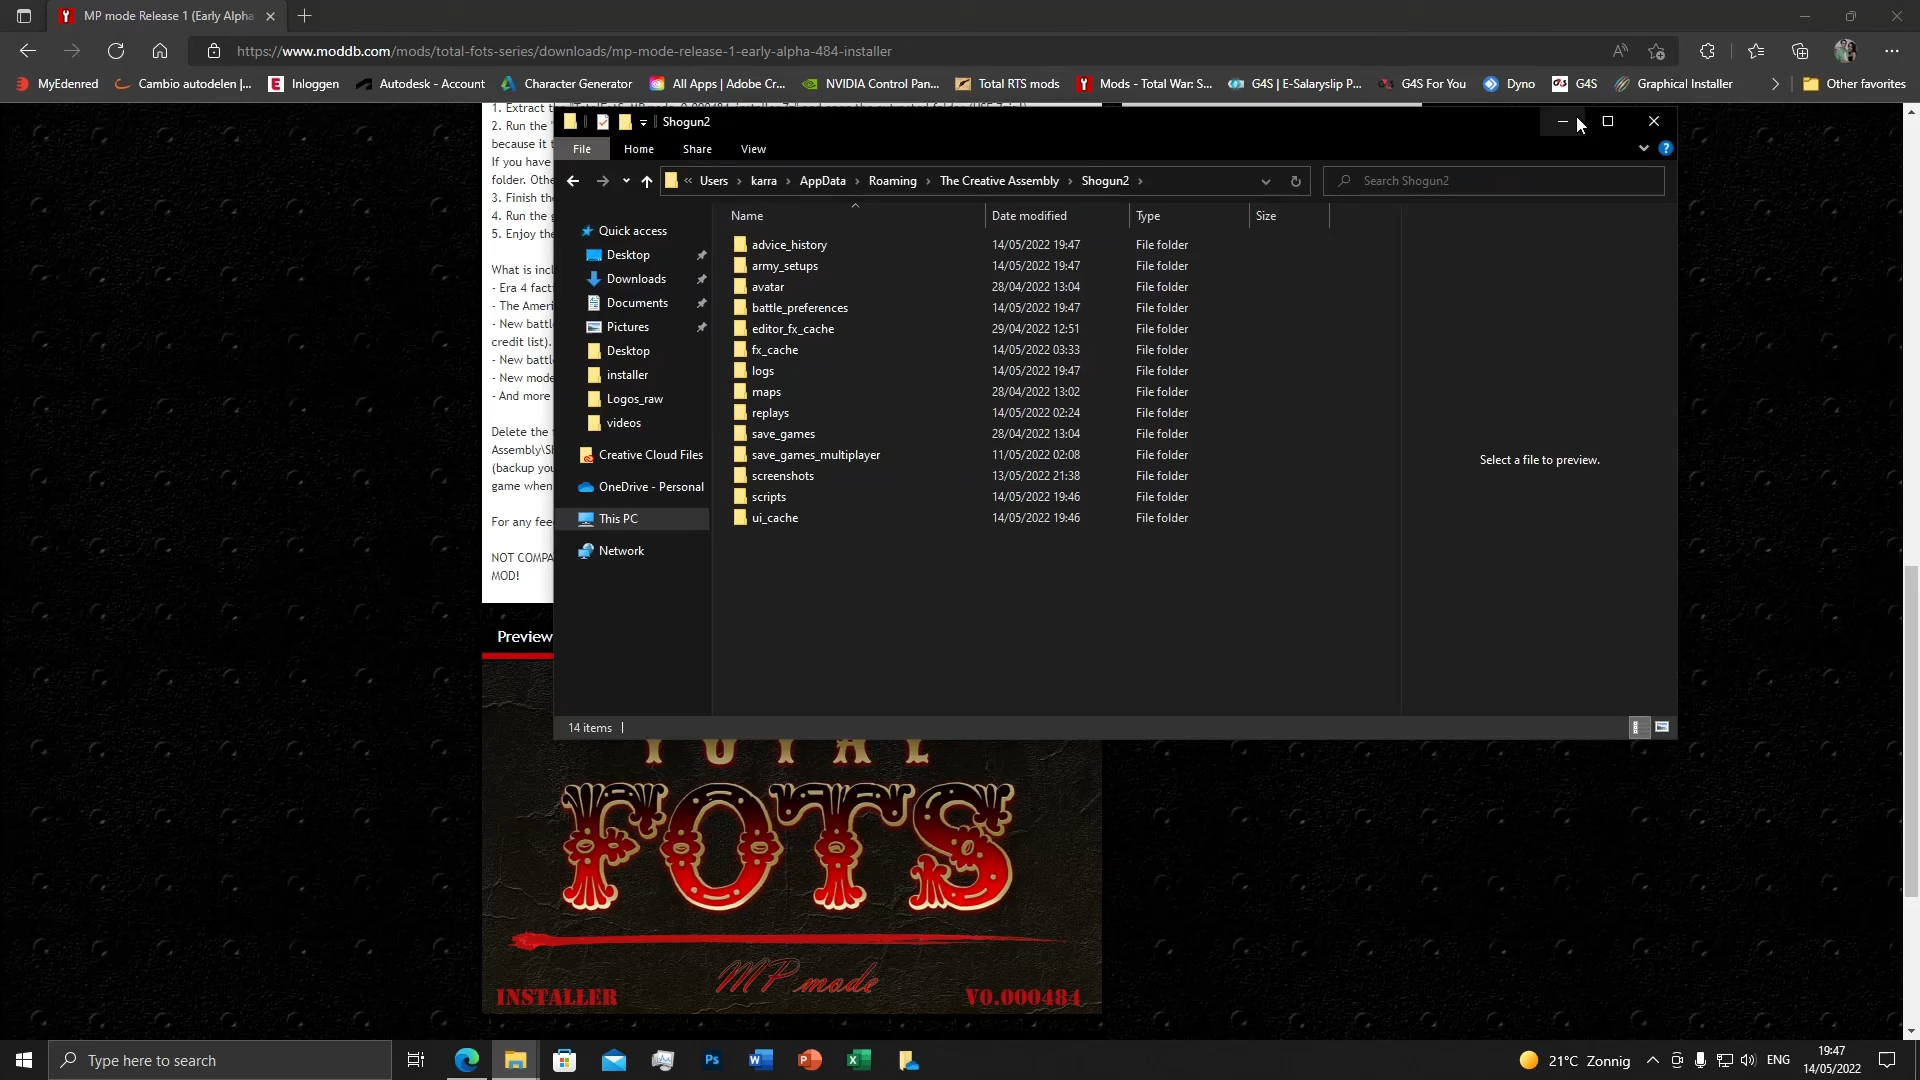 MP mode Release 1 (Early Alpha
https://www.moddb.com/mods/total-fots-series/downloads/mp-mode-release-1-early-alpha-484-installer
MyEdenred
Cambio autodelen |...
Inloggen
Autodesk - Account
Character Generator
All Apps | Adobe Cr...
NVIDIA Control Pan...
Total RTS mods
Mods - Total War: S...
G4S | E-Salaryslip P...
G4S For You
Dyno
G4S
Graphical Installer
Other favorites
1. Extract t
2. Run the "
because it t
If you have
folder. Othe
3. Finish the
4. Run the g
5. Enjoy the
What is incl
- Era 4 facti
- The Ameri
- New battl
credit list).
- New battl
- New mode
- And more
Delete the
Assembly\Sh
(backup you
game when
For any fee
NOT COMPA
MOD!
Preview
Shogun2
File
Home
Share
View
Users
karra
AppData
Roaming
The Creative Assembly
Shogun2
Search Shogun2
Quick access
Desktop
Downloads
Documents
Pictures
Desktop
installer
Logos_raw
videos
Creative Cloud Files
OneDrive - Personal
This PC
Network
Name Date modified Type Size
advice_history 14/05/2022 19:47 File folder
army_setups 14/05/2022 19:47 File folder
avatar 28/04/2022 13:04 File folder
battle_preferences 14/05/2022 19:47 File folder
editor_fx_cache 29/04/2022 12:51 File folder
fx_cache 14/05/2022 03:33 File folder
logs 14/05/2022 19:47 File folder
maps 28/04/2022 13:02 File folder
replays 14/05/2022 02:24 File folder
save_games 28/04/2022 13:04 File folder
save_games_multiplayer 11/05/2022 02:08 File folder
screenshots 13/05/2022 21:38 File folder
scripts 14/05/2022 19:46 File folder
ui_cache 14/05/2022 19:46 File folder
Select a file to preview.
14 items
TOTAL
FOTS
MP mode
INSTALLER
V0.000484
Type here to search
21°C Zonnig
ENG
19:47
14/05/2022